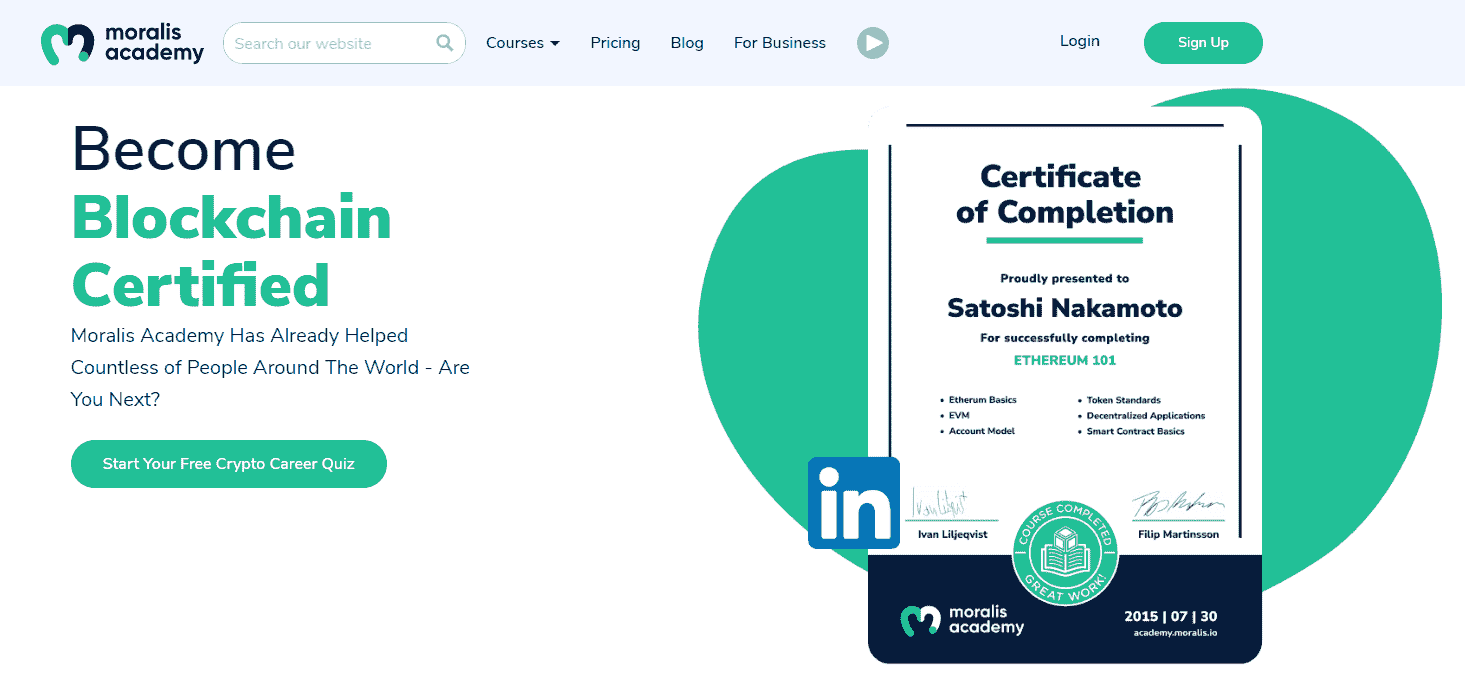 moralis
academy
Search our website
Courses
Pricing
Blog
For Business
Login
Sign Up
Become
Blockchain
Certified
Moralis Academy Has Already Helped
Countless of People Around The World - Are
You Next?
Start Your Free Crypto Career Quiz
Certificate
of Completion
Proudly presented to
Satoshi Nakamoto
For successfully completing
ETHEREUM 101
• Etherum Basics
• EVM
• Account Model
• Token Standards
• Decentralized Applications
• Smart Contract Basics
in
Ivan Liljeqvist
Ivan Liljeqvist
Filip Martinsson
COURSE COMPLETED
GREAT WORK!
moralis
academy
2015 | 07 | 30
academy.moralis.io